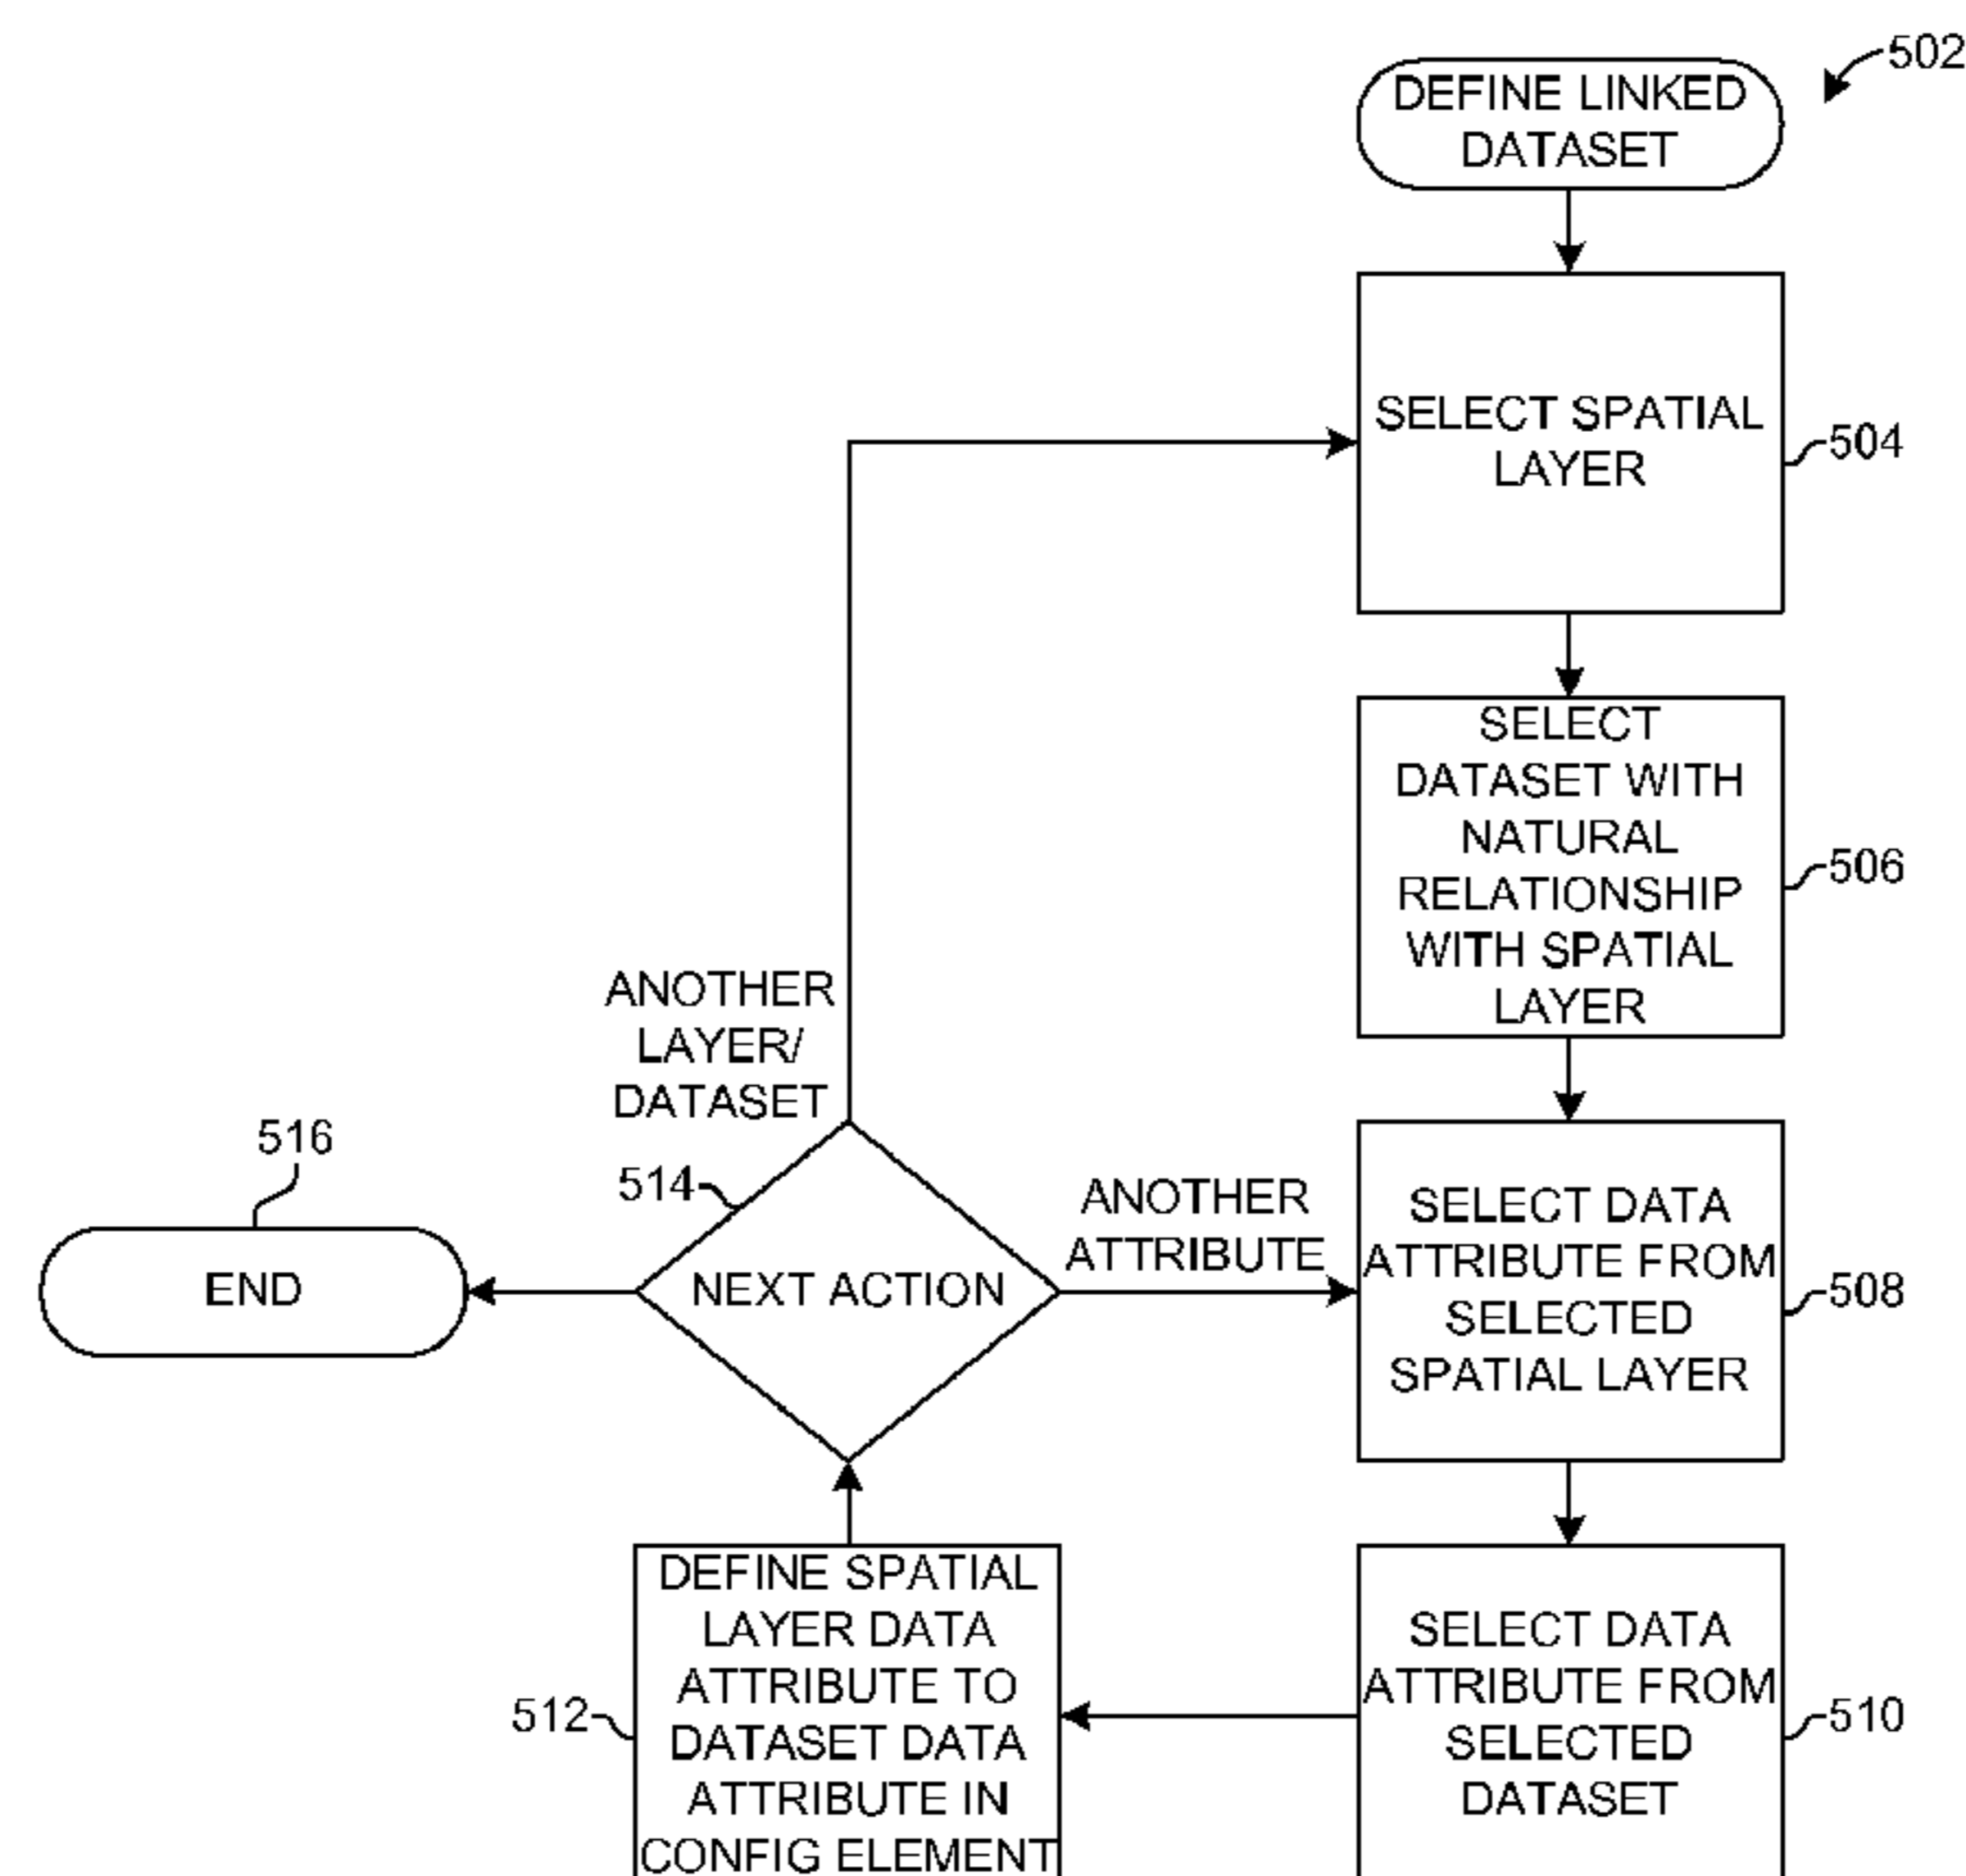 502
DEFINE LINKED
DATASET
SELECT SPATIAL
LAYER
504
SELECT
DATASET WITH
NATURAL
RELATIONSHIP
WITH SPATIAL
LAYER
506
ANOTHER
LAYER/
DATASET
516
END
514
NEXT ACTION
ANOTHER
ATTRIBUTE
SELECT DATA
ATTRIBUTE FROM
SELECTED
SPATIAL LAYER
508
DEFINE SPATIAL
LAYER DATA
ATTRIBUTE TO
DATASET DATA
ATTRIBUTE IN
CONFIG ELEMENT
512
SELECT DATA
ATTRIBUTE FROM
SELECTED
DATASET
510